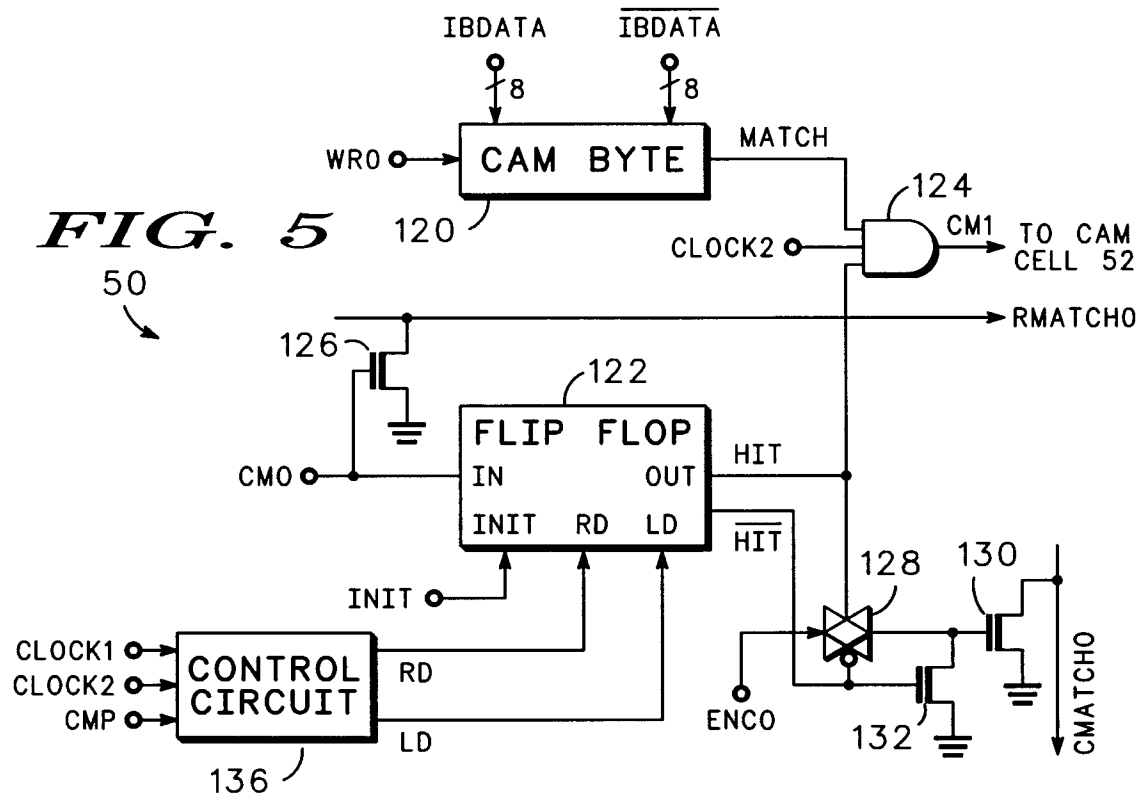 IBDATA
IBDATA
8
8
MATCH
WR0
CAM BYTE
124
FIG. 5
120
CLOCK2
CM1
TO CAM
CELL 52
50
RMATCH0
126
122
FLIP FLOP
HIT
CM0
IN
OUT
INIT
RD
LD
HIT
130
128
INIT
CLOCK1
CONTROL
CIRCUIT
RD
CLOCK2
CMP
ENC0
LD
132
CMATCH0
136